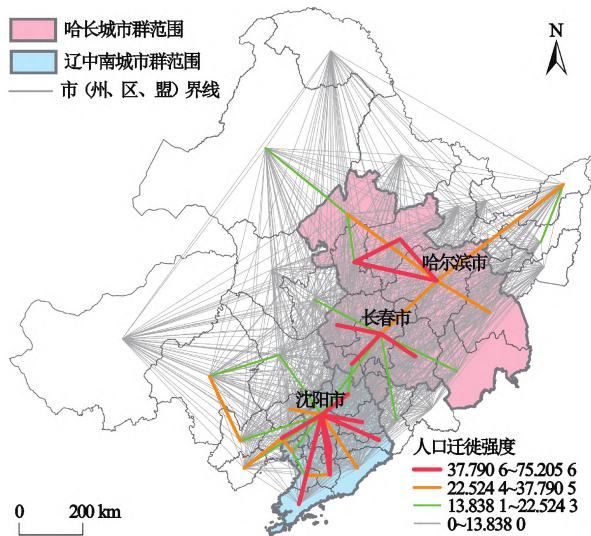 哈长城市群范围
辽中南城市群范围
市（州、区、盟）界线
N
哈尔滨市
长春市
沈阳市
人口迁徙强度
37.790 6~75.205 6
22.524 4~37.790 5
13.838 1~22.524 3
0~13.838 0
0 200 km